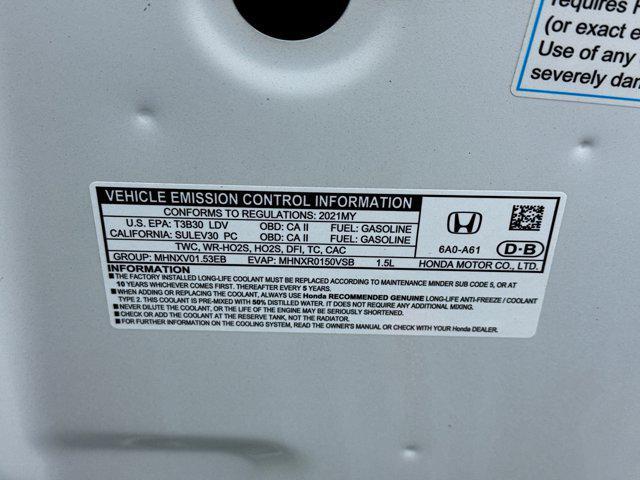 requires
(or exact e
Use of any
severely dam
VEHICLE EMISSION CONTROL INFORMATION
CONFORMS TO REGULATIONS: 2021MY
U.S. EPA: T3B30 LDV OBD: CA II FUEL: GASOLINE
CALIFORNIA: SULEV30 PC OBD: CA II FUEL: GASOLINE
TWC, WR-HO2S, HO2S, DFI, TC, CAC
GROUP: MHNXV01.53EB EVAP: MHNXR0150VSB 1.5L
6A0-A61
D-B
HONDA MOTOR CO., LTD.
INFORMATION
■ THE FACTORY INSTALLED LONG-LIFE COOLANT MUST BE REPLACED ACCORDING TO MAINTENANCE MINDER SUB CODE 5, OR AT
10 YEARS WHICHEVER COMES FIRST. THEREAFTER EVERY 5 YEARS.
■ WHEN ADDING OR REPLACING THE COOLANT, ALWAYS USE Honda RECOMMENDED GENUINE LONG-LIFE ANTI-FREEZE / COOLANT
TYPE 2. THIS COOLANT IS PRE-MIXED WITH 50% DISTILLED WATER. IT DOES NOT REQUIRE ANY ADDITIONAL MIXING.
■ NEVER DILUTE THE COOLANT, OR THE LIFE OF THE ENGINE MAY BE SERIOUSLY SHORTENED.
■ CHECK OR ADD THE COOLANT AT THE RESERVE TANK, NOT THE RADIATOR.
■ FOR FURTHER INFORMATION ON THE COOLING SYSTEM, READ THE OWNER'S MANUAL OR CHECK WITH YOUR Honda DEALER.